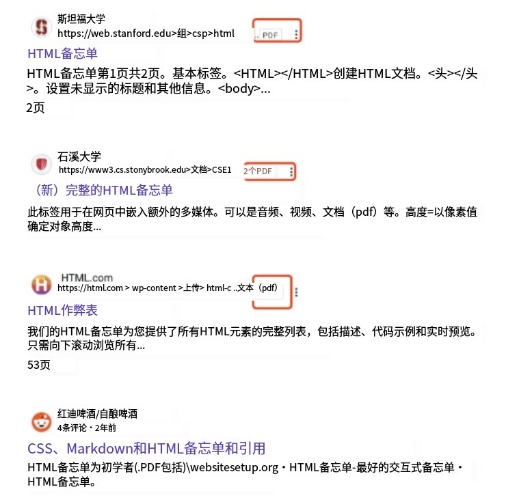 斯坦福大学
https://web.stanford.edu>组>csp>html
PDF
HTML备忘单
HTML备忘单第1页共2页。基本标签。<HTML></HTML>创建HTML文档。<头></头
>。设置未显示的标题和其他信息。<body>...
2页
石溪大学
https://www3.cs.stonybrook.edu>文档>CSE1
2个PDF
（新）完整的HTML备忘单
此标签用于在网页中嵌入额外的多媒体。可以是音频、视频、文档（pdf）等。高度=以像素值
确定对象高度...
HTML.com
https://html.com > wp-content >上传> html-c ..文本（pdf）
HTML作弊表
我们的HTML备忘单为您提供了所有HTML元素的完整列表，包括描述、代码示例和实时预览。
只需向下滚动浏览所有...
53页
红迪啤酒/自酿啤酒
4条评论·2年前
CSS、Markdown和HTML备忘单和引用
HTML备忘单为初学者(.PDF包括)\websitesetup.org·HTML备忘单-最好的交互式备忘单·
HTML备忘单。